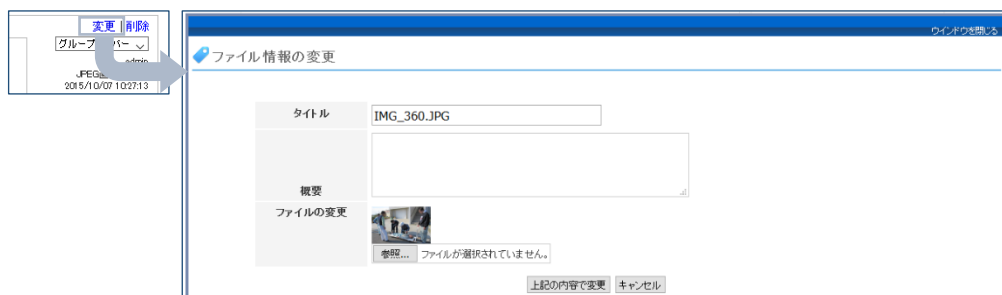 変更 | 削除
グループ バー
admin
JPEG
2015/10/07 10:27:13
ウインドウを閉じる
ファイル情報の変更
タイトル
IMG_360.JPG
概要
ファイルの変更
参照... ファイルが選択されていません。
上記の内容で変更 キャンセル